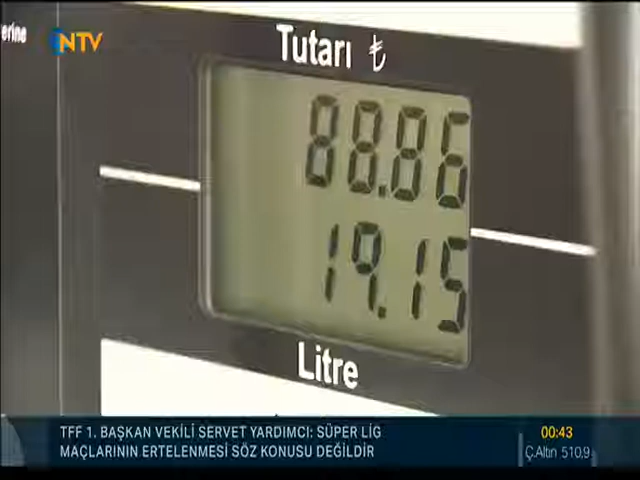 erine
NTV
Tutarı ₺
88.86
19.15
Litre
TFF 1. BAŞKAN VEKİLİ SERVET YARDIMCI: SÜPER LİG
MAÇLARININ ERTELENMESİ SÖZ KONUSU DEĞİLDİR
00:43
Ç.Altın 510,9